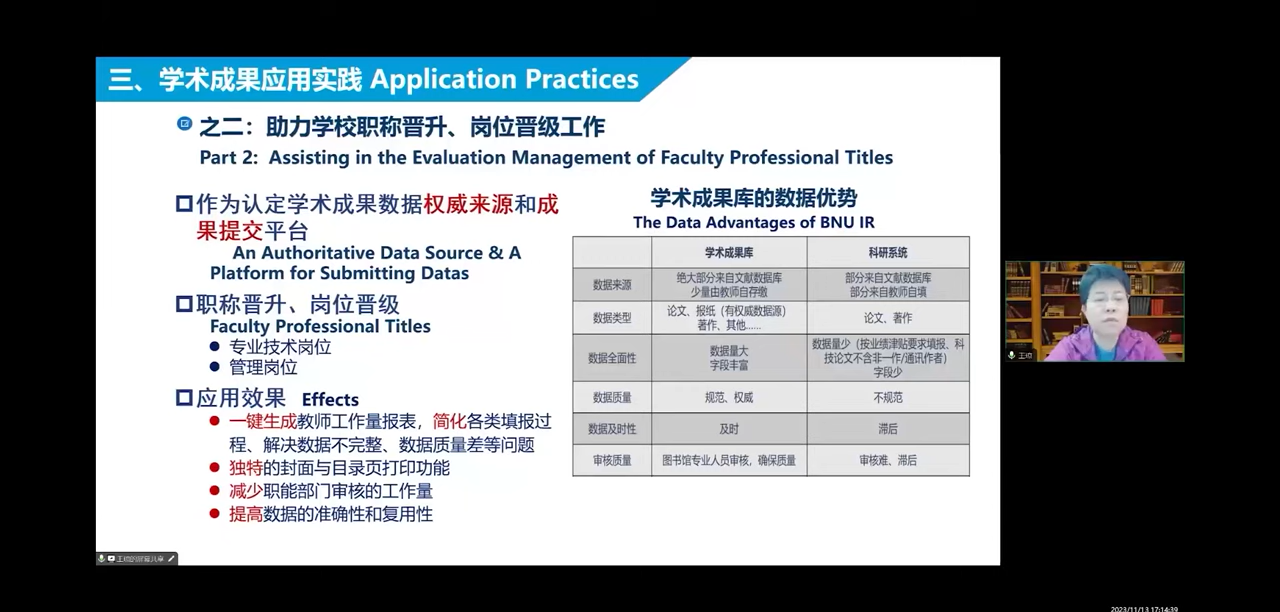 三、学术成果应用实践 Application Practices
之二：助力学校职称晋升、岗位晋级工作
Part 2: Assisting in the Evaluation Management of Faculty Professional Titles
作为认定学术成果数据权威来源和成
果提交平台
An Authoritative Data Source & A
Platform for Submitting Datas
职称晋升、岗位晋级
Faculty Professional Titles
专业技术岗位
管理岗位
应用效果 Effects
一键生成教师工作量报表，简化各类填报过
程、解决数据不完整、数据质量差等问题
独特的封面与目录页打印功能
减少职能部门审核的工作量
提高数据的准确性和复用性
学术成果库的数据优势
The Data Advantages of BNU IR
学术成果库 科研系统
数据来源 绝大部分来自文献数据库 少量由教师自存缴 部分来自文献数据库 部分来自教师自填
数据类型 论文、报纸（有权威数据源） 著作、其他…… 论文、著作
数据全面性 数据量大 字段丰富 数据量少（按业绩津贴要求填报、科 技论文不含非一作/通讯作者） 字段少
数据质量 规范、权威 不规范
数据及时性 及时 滞后
审核质量 图书馆专业人员审核，确保质量 审核难、滞后
王琼
王琼的屏幕共享
2023/11/13 17:14:39